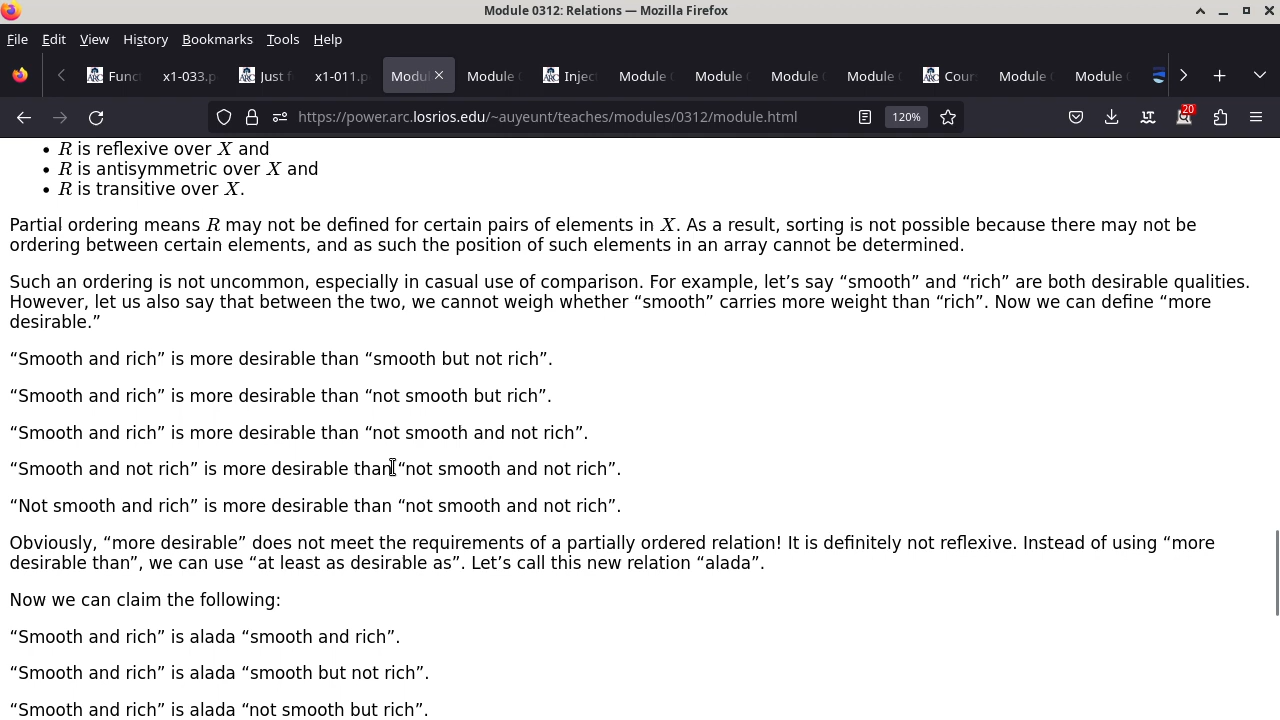 Module 0312: Relations — Mozilla Firefox
File Edit View History Bookmarks Tools Help
Funct x1-033.p Just f x1-011.p Modul Module 0 Injec Module 0 Module 0 Module 0 Module 0 Cour Module 0 Module 0
https://power.arc.losrios.edu/~auyeunt/teaches/modules/0312/module.html 120% 20
• R is reflexive over X and
• R is antisymmetric over X and
• R is transitive over X.
Partial ordering means R may not be defined for certain pairs of elements in X. As a result, sorting is not possible because there may not be
ordering between certain elements, and as such the position of such elements in an array cannot be determined.
Such an ordering is not uncommon, especially in casual use of comparison. For example, let’s say “smooth” and “rich” are both desirable qualities.
However, let us also say that between the two, we cannot weigh whether “smooth” carries more weight than “rich”. Now we can define “more
desirable.”
“Smooth and rich” is more desirable than “smooth but not rich”.
“Smooth and rich” is more desirable than “not smooth but rich”.
“Smooth and rich” is more desirable than “not smooth and not rich”.
“Smooth and not rich” is more desirable than “not smooth and not rich”.
“Not smooth and rich” is more desirable than “not smooth and not rich”.
Obviously, “more desirable” does not meet the requirements of a partially ordered relation! It is definitely not reflexive. Instead of using “more
desirable than”, we can use “at least as desirable as”. Let’s call this new relation “alada”.
Now we can claim the following:
“Smooth and rich” is alada “smooth and rich”.
“Smooth and rich” is alada “smooth but not rich”.
“Smooth and rich” is alada “not smooth but rich”.